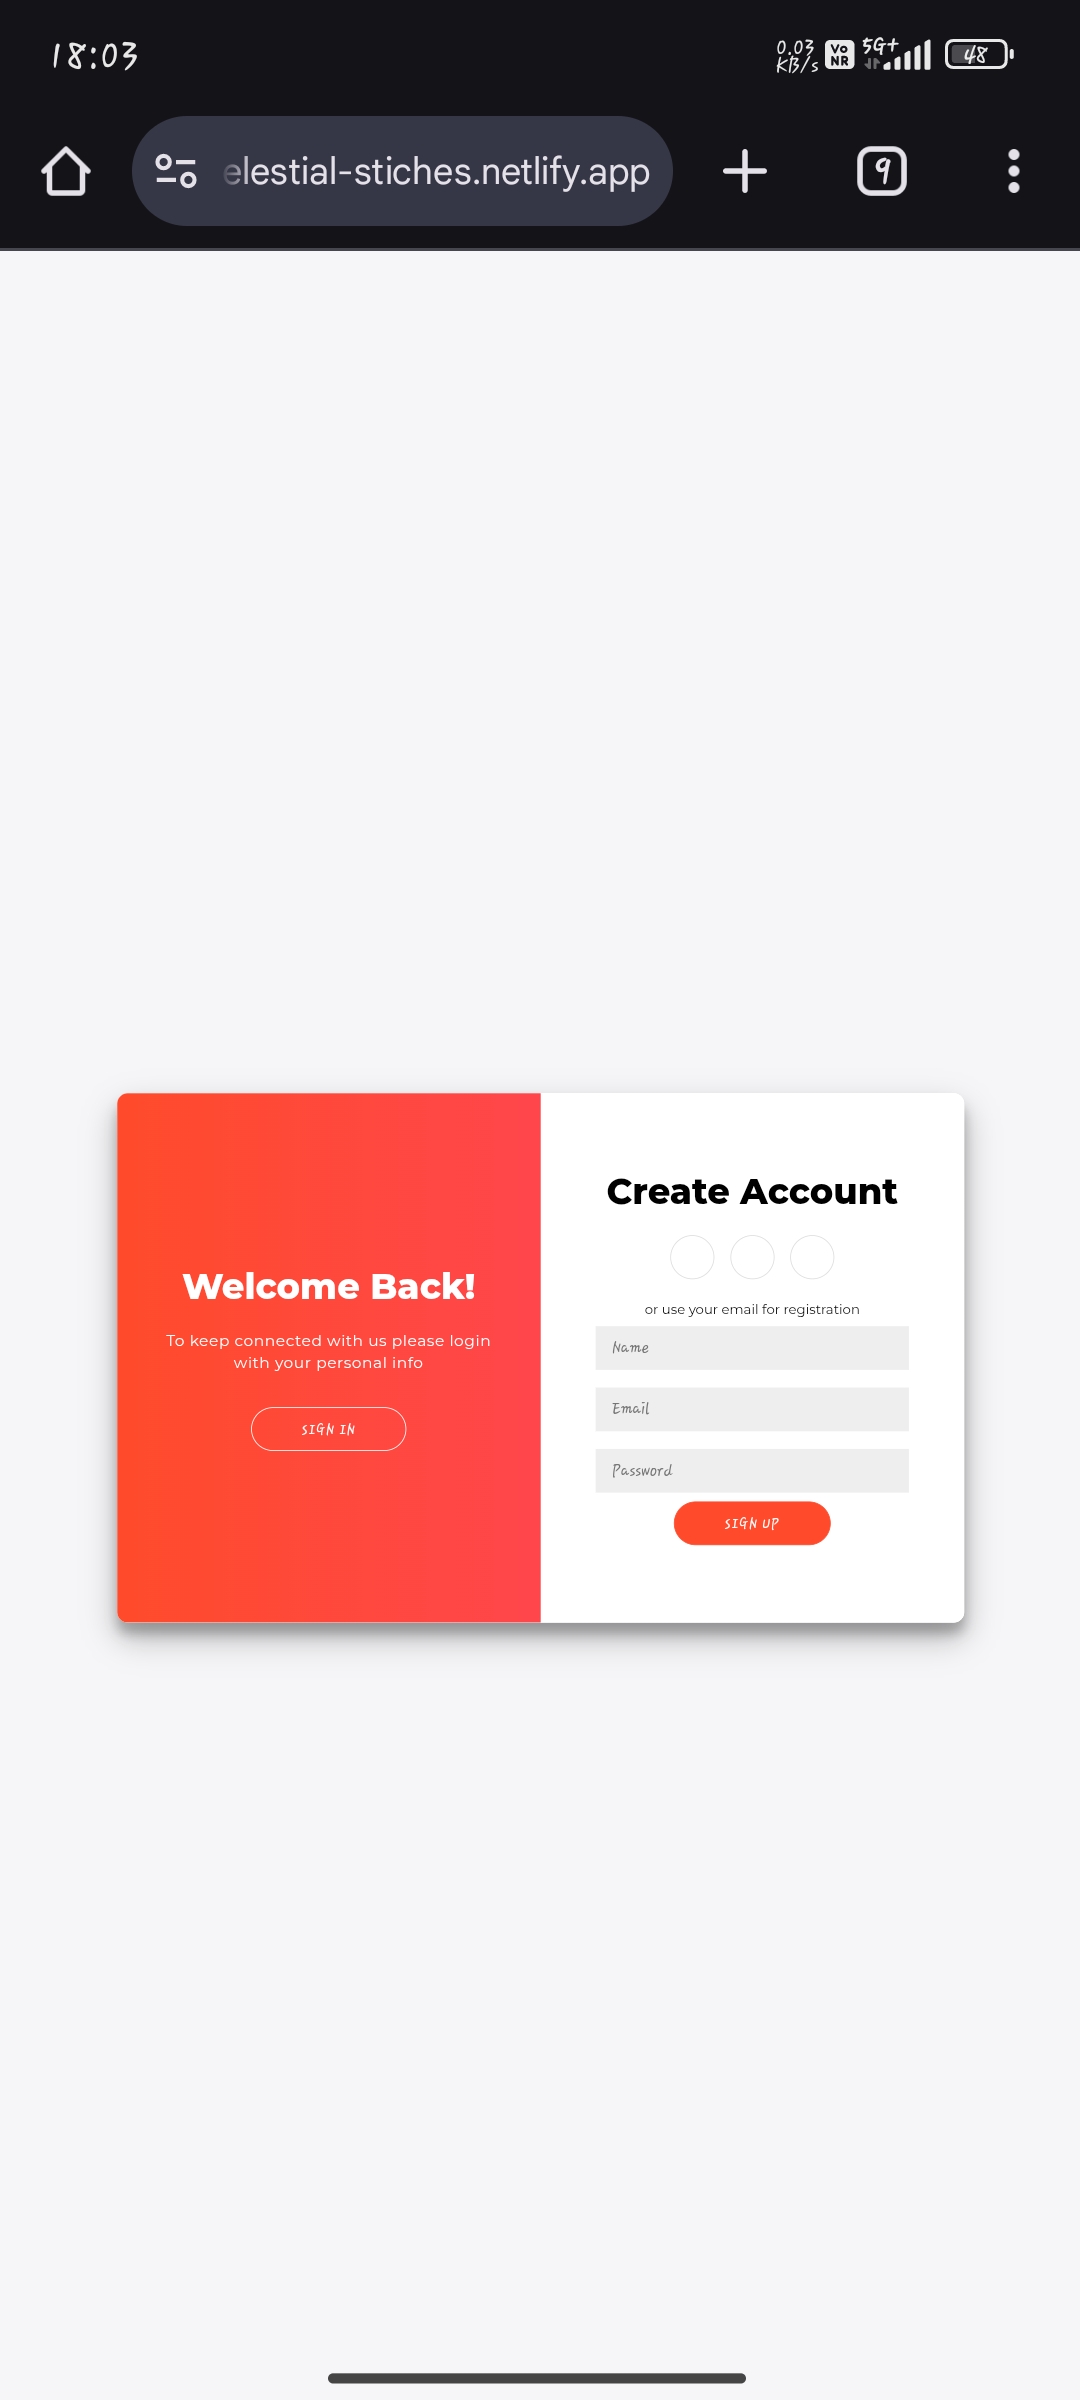 18:03
0.03
KB/s
Vo
NR
5G+
48
elestial-stiches.netlify.app
9
Welcome Back!
To keep connected with us please login
with your personal info
SIGN IN
Create Account
or use your email for registration
Name
Email
Password
SIGN UP